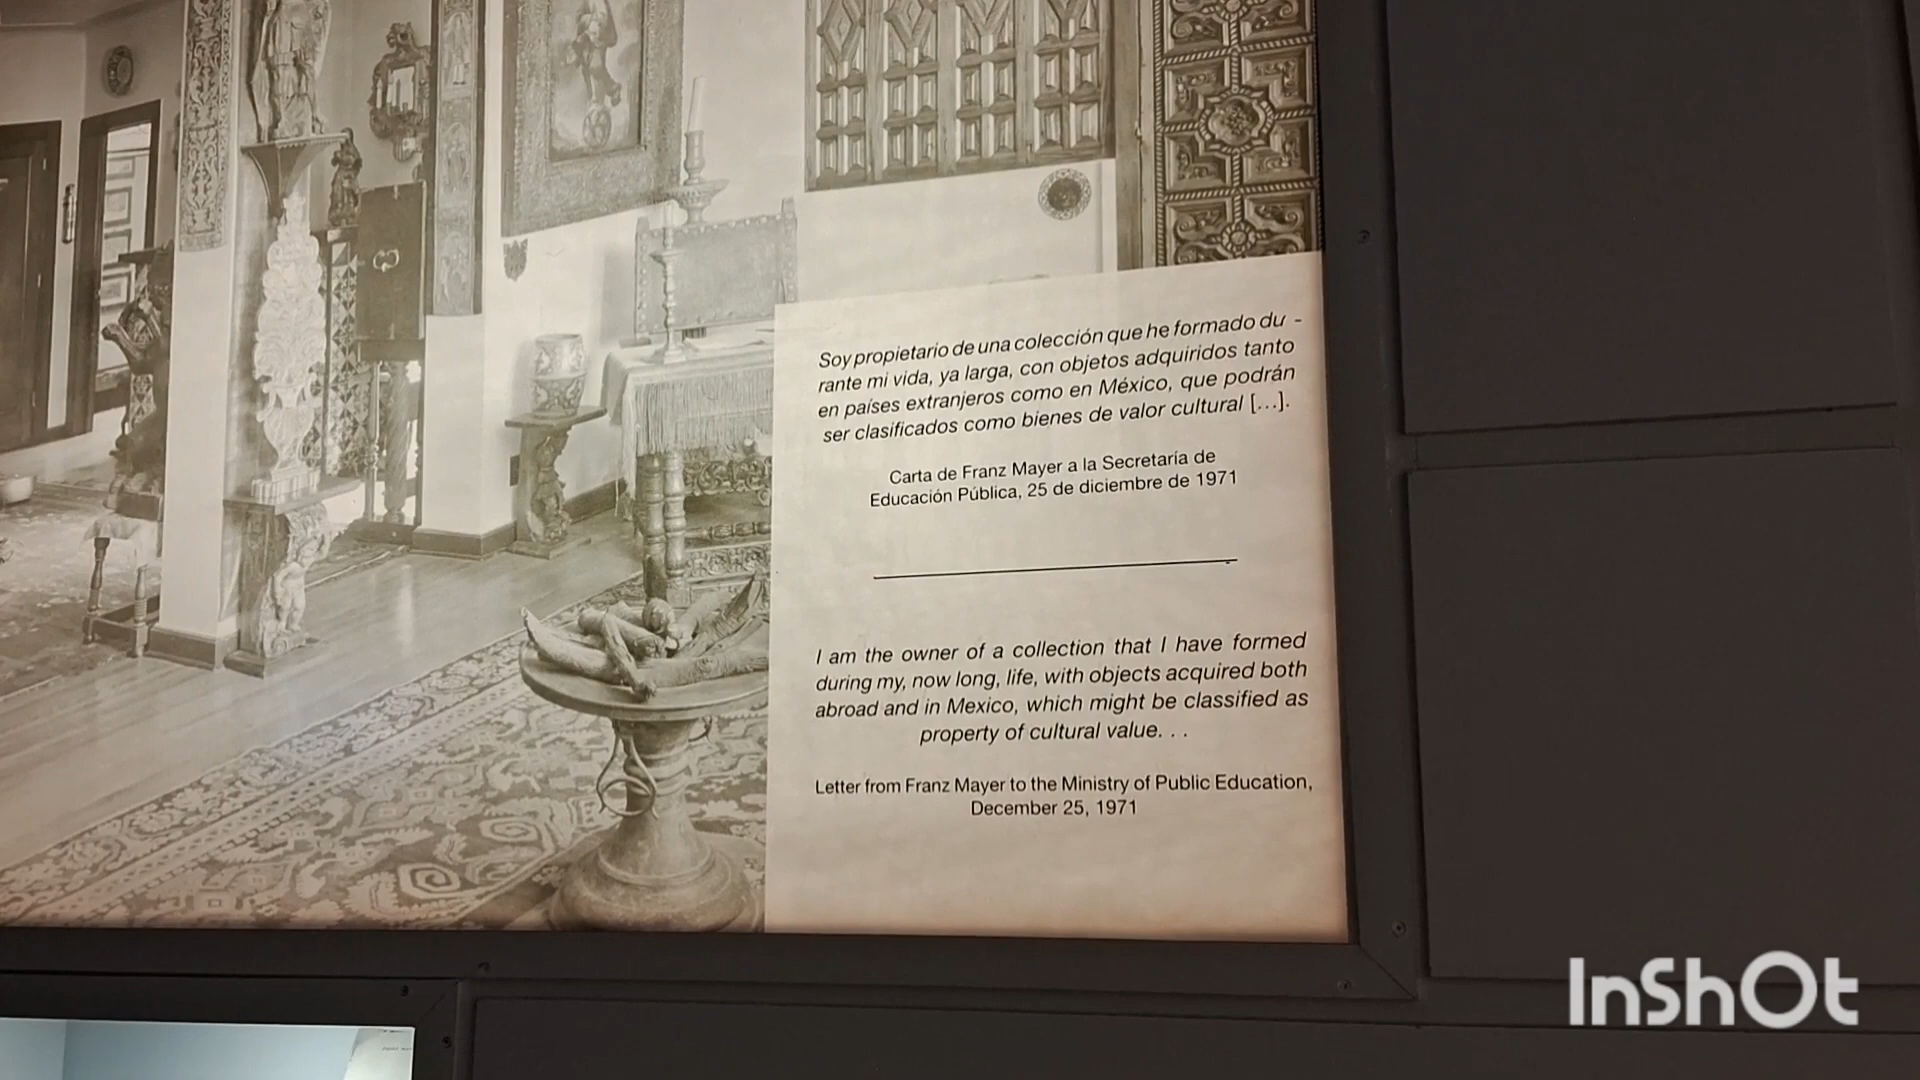 Soy propietario de una colección que he formado du -
rante mi vida, ya larga, con objetos adquiridos tanto
en países extranjeros como en México, que podrán
ser clasificados como bienes de valor cultural [...].
Carta de Franz Mayer a la Secretaría de
Educación Pública, 25 de diciembre de 1971
I am the owner of a collection that I have formed
during my, now long, life, with objects acquired both
abroad and in Mexico, which might be classified as
property of cultural value. . .
Letter from Franz Mayer to the Ministry of Public Education,
December 25, 1971
InShOt